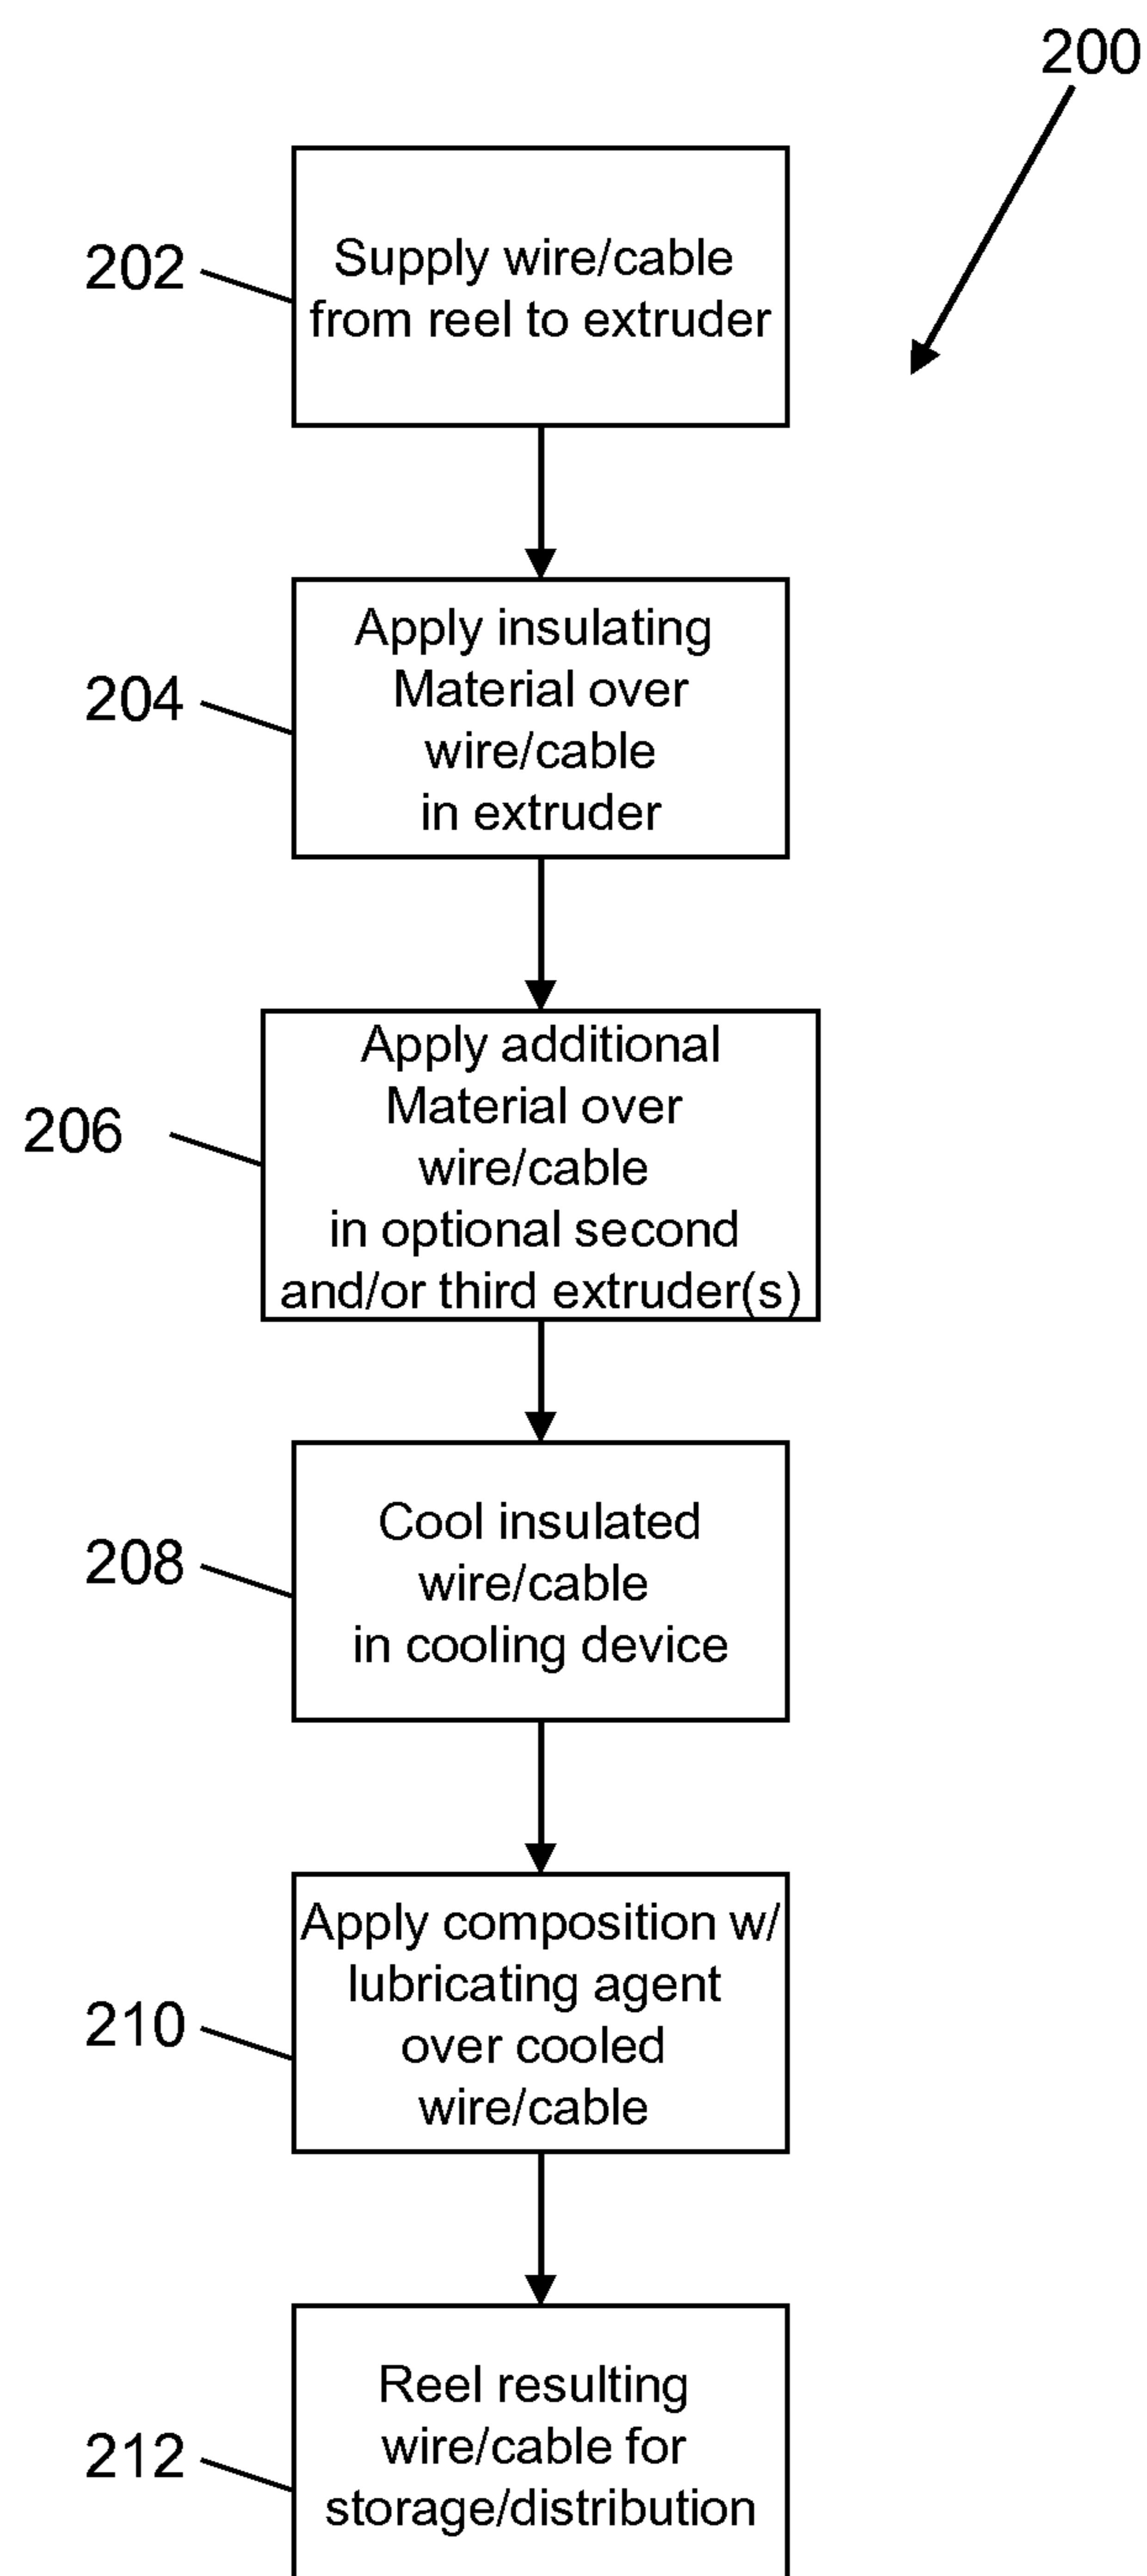 200
202
Supply wire/cable
from reel to extruder
204
Apply insulating
Material over
wire/cable
in extruder
206
Apply additional
Material over
wire/cable
in optional second
and/or third extruder(s)
208
Cool insulated
wire/cable
in cooling device
210
Apply composition w/
lubricating agent
over cooled
wire/cable
212
Reel resulting
wire/cable for
storage/distribution